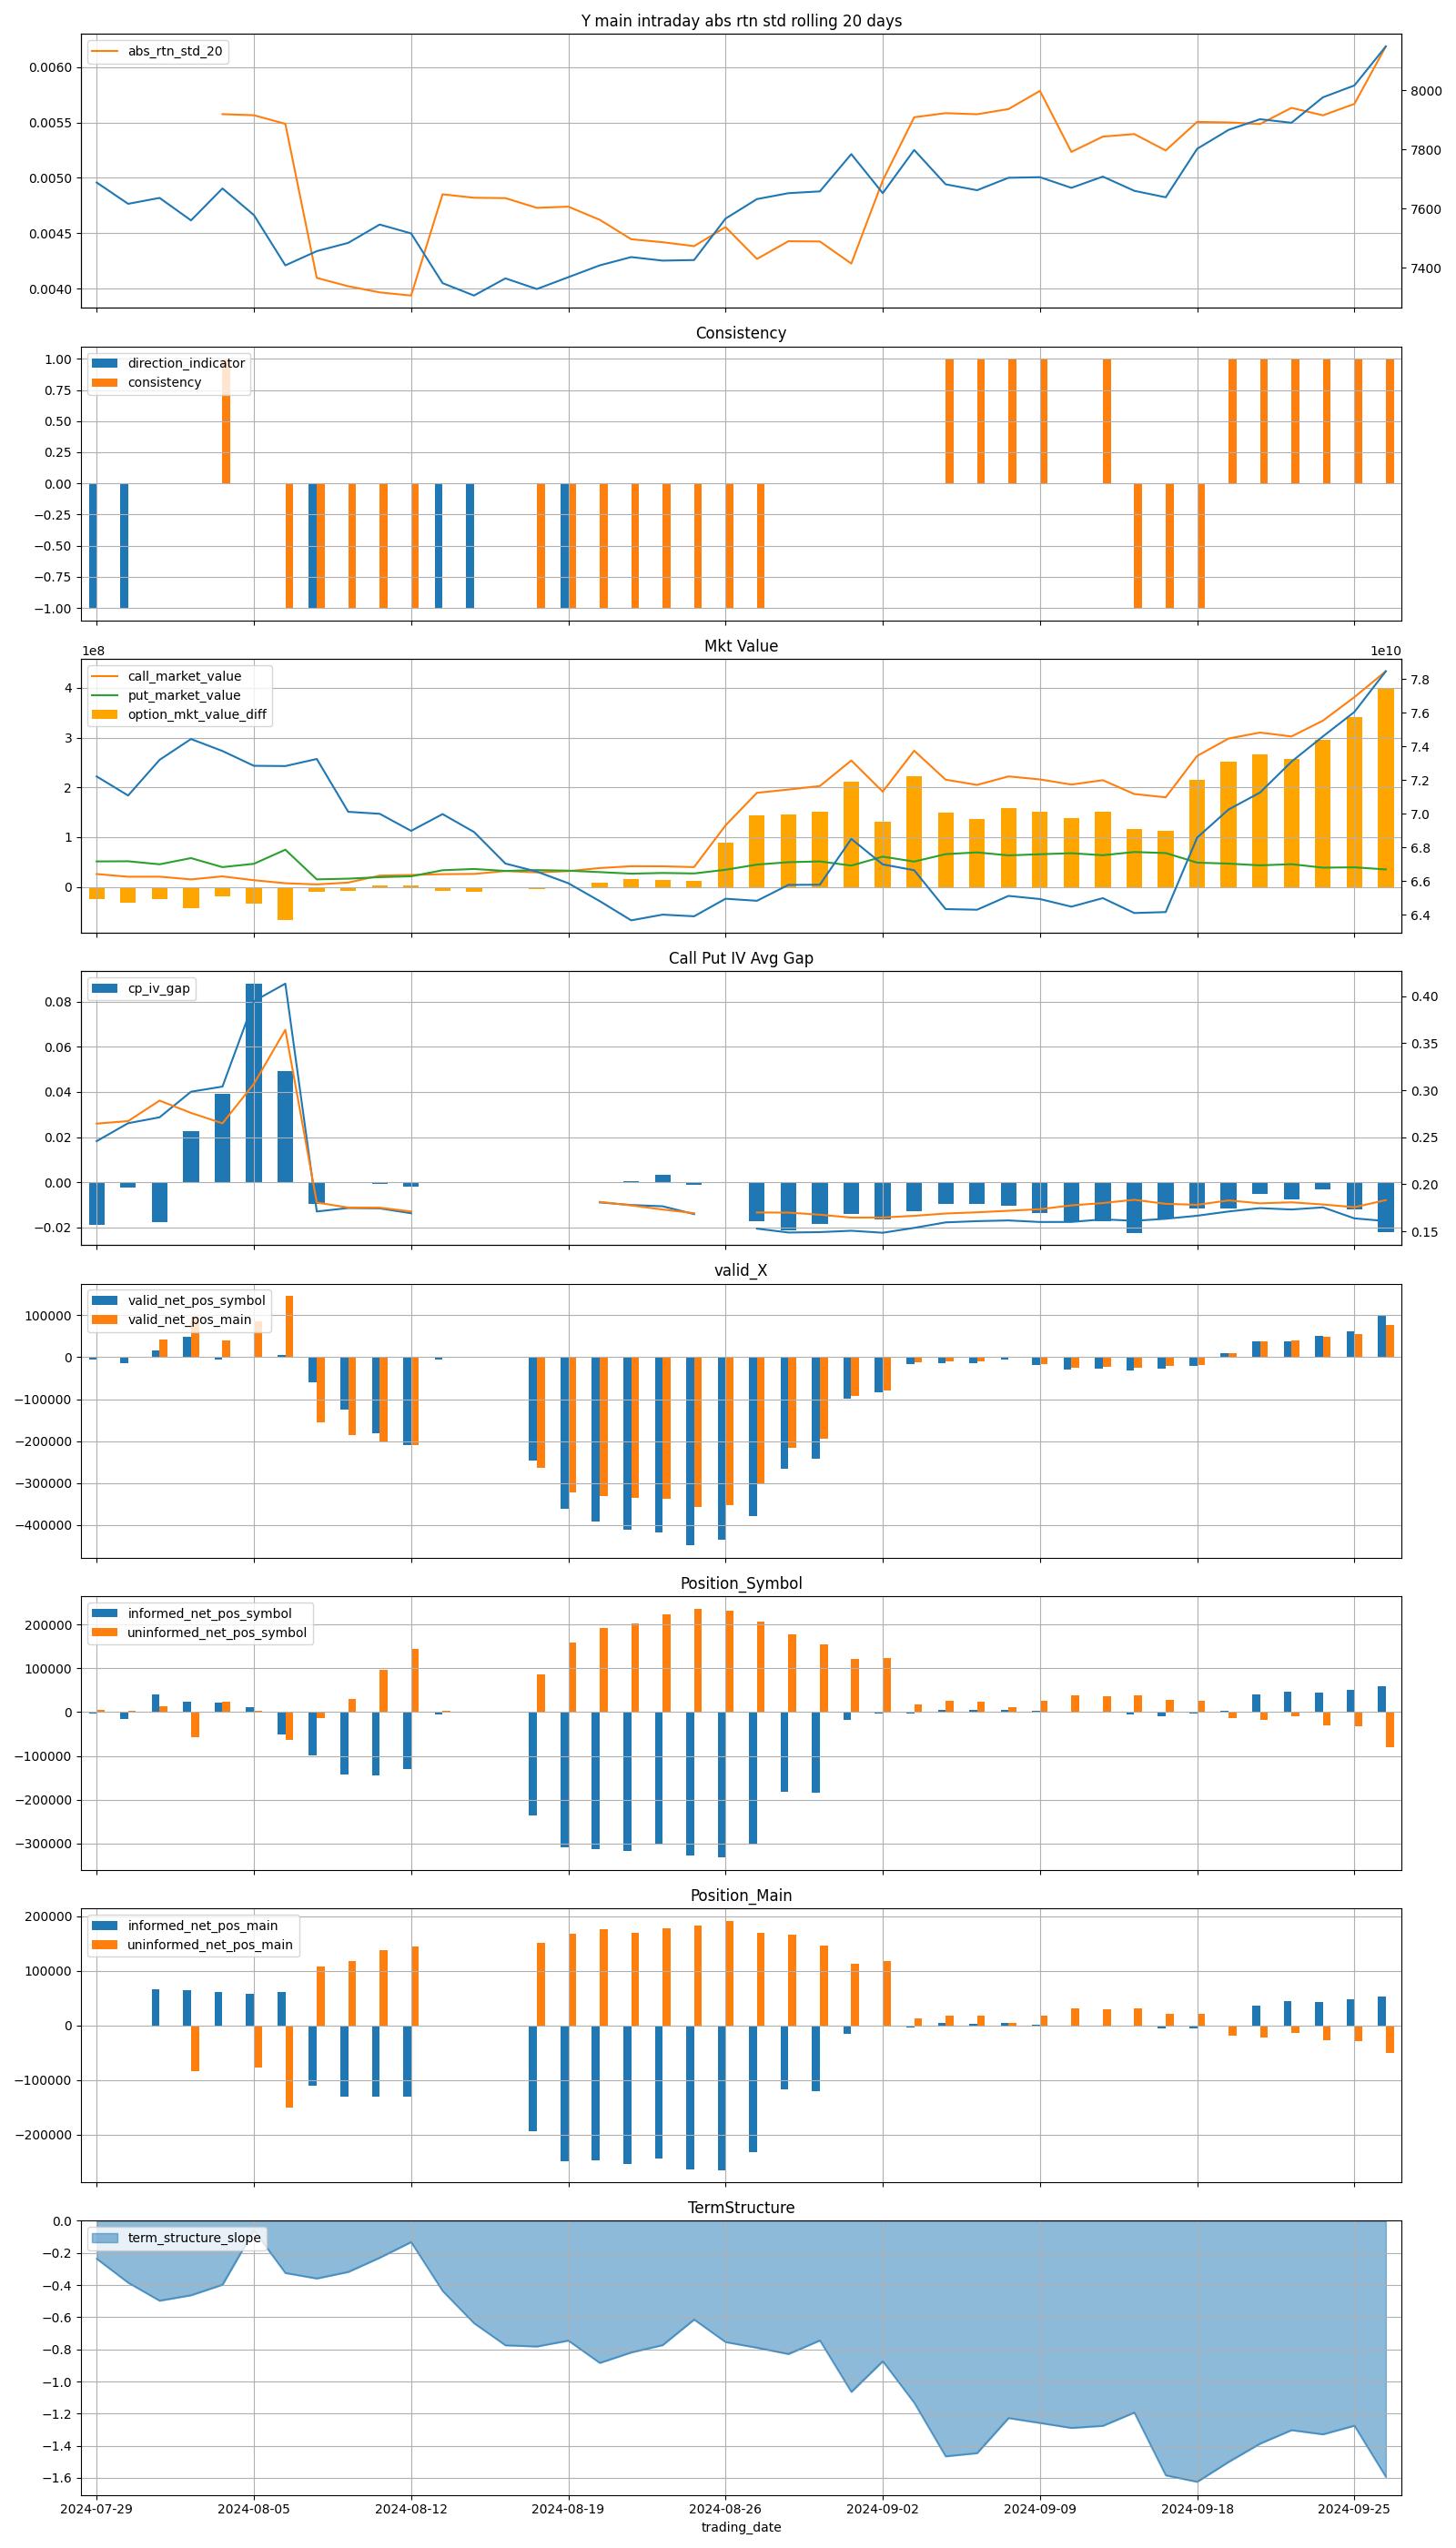 Y main intraday abs rtn std rolling 20 days
abs_rtn_std_20
0.0060
0.0055
0.0050
0.0045
0.0040
8000
7800
7600
7400
Consistency
direction_indicator
consistency
1.00
0.75
0.50
0.25
0.00
−0.25
−0.50
−0.75
−1.00
Mkt Value
1e8
1e10
call_market_value
put_market_value
option_mkt_value_diff
4
3
2
1
0
7.8
7.6
7.4
7.2
7.0
6.8
6.6
6.4
Call Put IV Avg Gap
cp_iv_gap
0.08
0.06
0.04
0.02
0.00
−0.02
0.40
0.35
0.30
0.25
0.20
0.15
valid_X
valid_net_pos_symbol
valid_net_pos_main
100000
0
−100000
−200000
−300000
−400000
Position_Symbol
informed_net_pos_symbol
uninformed_net_pos_symbol
200000
100000
0
−100000
−200000
−300000
Position_Main
informed_net_pos_main
uninformed_net_pos_main
200000
100000
0
−100000
−200000
TermStructure
term_structure_slope
0.0
−0.2
−0.4
−0.6
−0.8
−1.0
−1.2
−1.4
−1.6
2024-07-29 2024-08-05 2024-08-12 2024-08-19 2024-08-26 2024-09-02 2024-09-09 2024-09-18 2024-09-25
trading_date